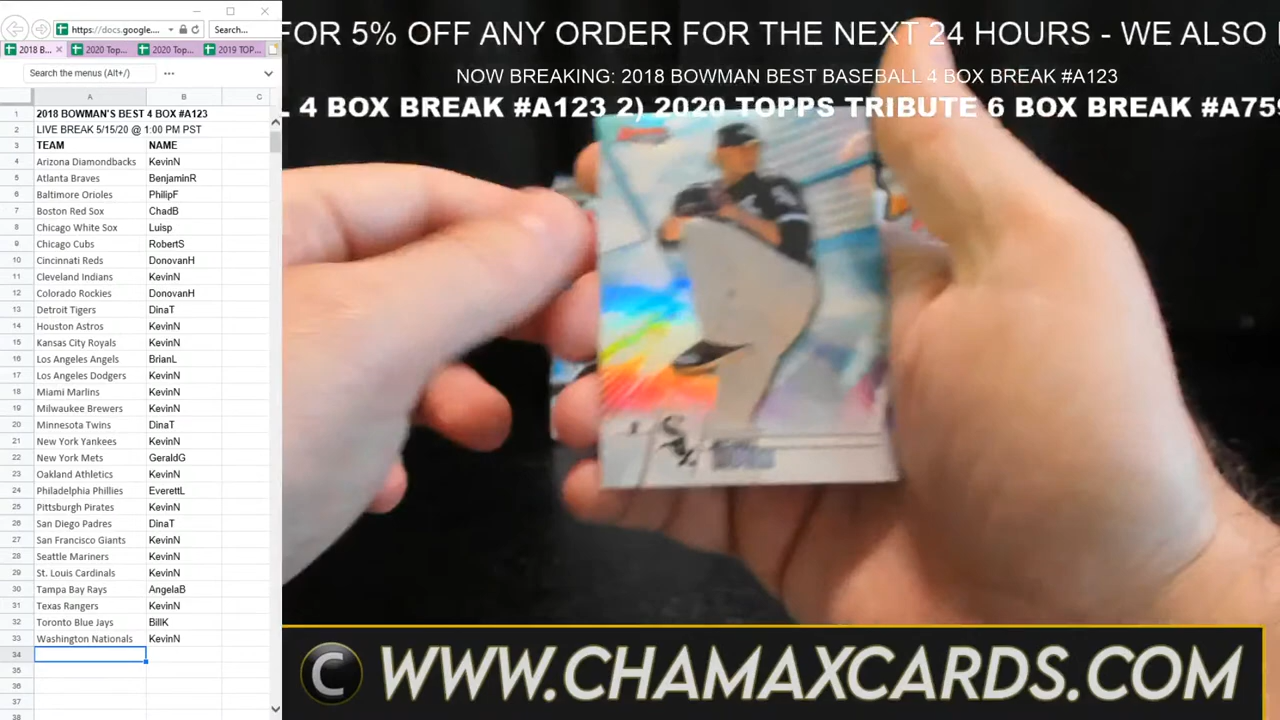 https://docs.google....
Search...
2018 B...
2020 Top...
2020 Top...
2019 TOP...
Search the menus (Alt+/)
A B C
1 2018 BOWMAN'S BEST 4 BOX #A123
2 LIVE BREAK 5/15/20 @ 1:00 PM PST
3 TEAM NAME
4 Arizona Diamondbacks KevinN
5 Atlanta Braves BenjaminR
6 Baltimore Orioles PhilipF
7 Boston Red Sox ChadB
8 Chicago White Sox Luisp
9 Chicago Cubs RobertS
10 Cincinnati Reds DonovanH
11 Cleveland Indians KevinN
12 Colorado Rockies DonovanH
13 Detroit Tigers DinaT
14 Houston Astros KevinN
15 Kansas City Royals KevinN
16 Los Angeles Angels BrianL
17 Los Angeles Dodgers KevinN
18 Miami Marlins KevinN
19 Milwaukee Brewers KevinN
20 Minnesota Twins DinaT
21 New York Yankees KevinN
22 New York Mets GeraldG
23 Oakland Athletics KevinN
24 Philadelphia Phillies EverettL
25 Pittsburgh Pirates KevinN
26 San Diego Padres DinaT
27 San Francisco Giants KevinN
28 Seattle Mariners KevinN
29 St. Louis Cardinals KevinN
30 Tampa Bay Rays AngelaB
31 Texas Rangers KevinN
32 Toronto Blue Jays BillK
33 Washington Nationals KevinN
34
35
36
37
38
FOR 5% OFF ANY ORDER FOR THE NEXT 24 HOURS - WE ALSO
NOW BREAKING: 2018 BOWMAN BEST BASEBALL 4 BOX BREAK #A123
L 4 BOX BREAK #A123 2) 2020 TOPPS TRIBUTE 6 BOX BREAK #A759
SOX
C WWW.CHAMAXCARDS.COM